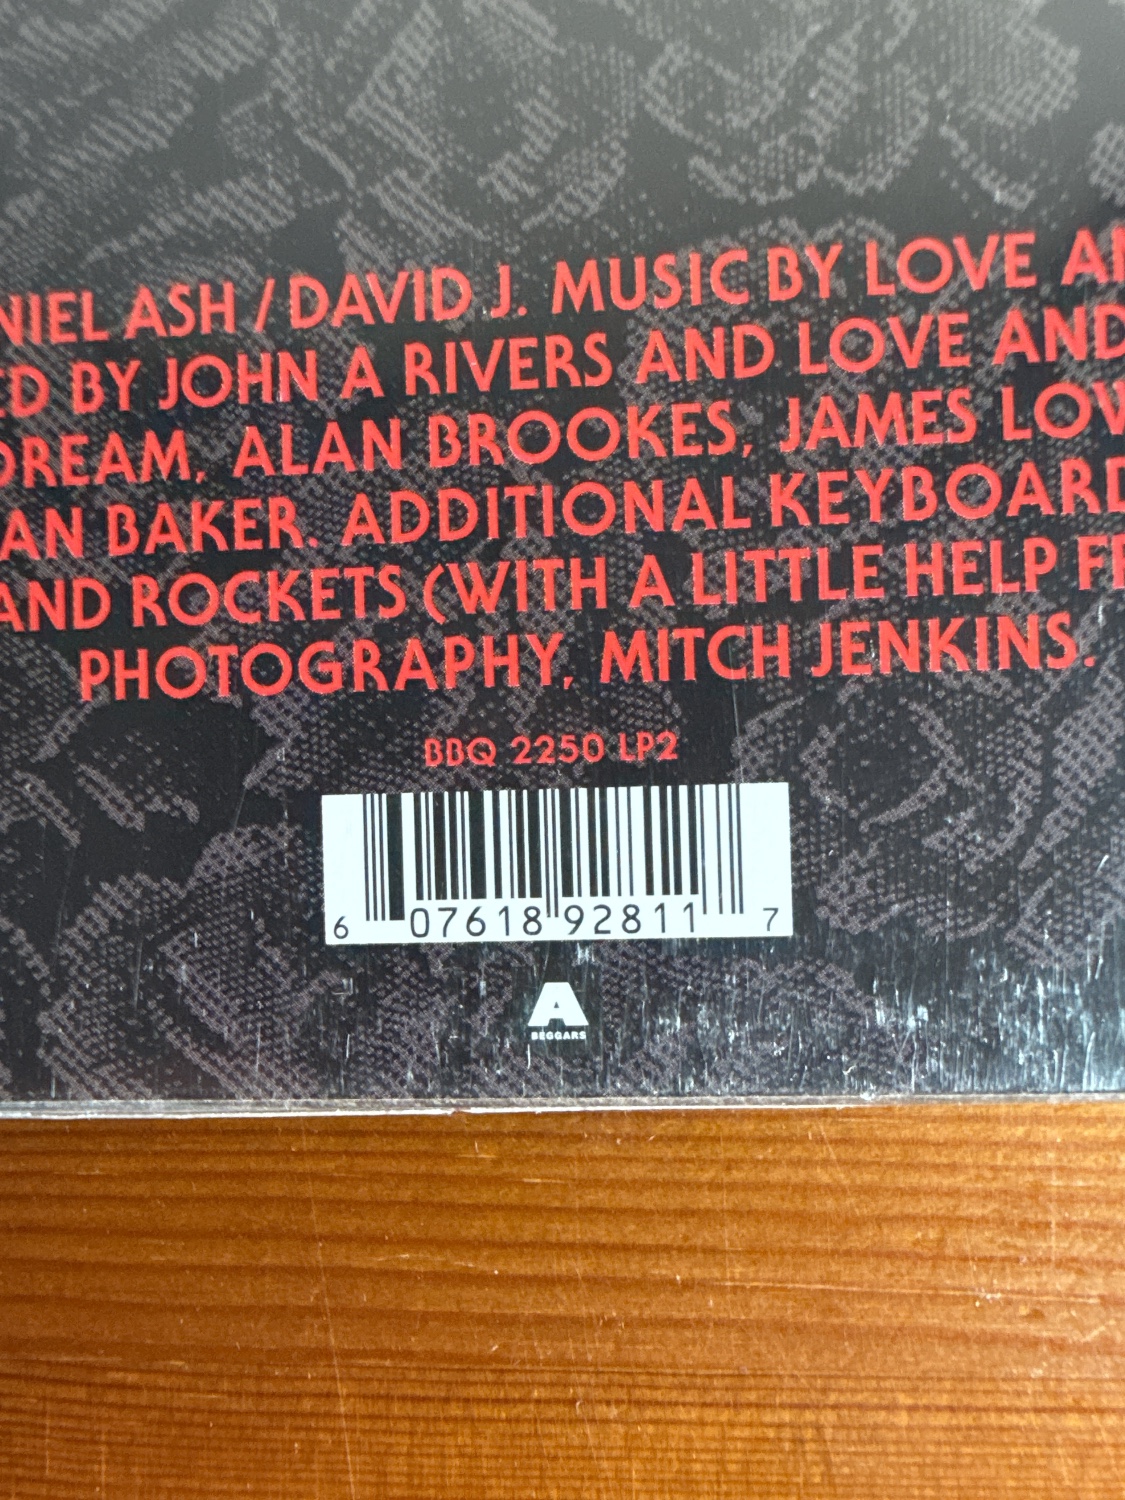 NIEL ASH / DAVID J. MUSIC BY LOVE AN
ED BY JOHN A RIVERS AND LOVE AND
DREAM, ALAN BROOKES, JAMES LOV
AN BAKER. ADDITIONAL KEYBOARD
AND ROCKETS (WITH A LITTLE HELP FR
PHOTOGRAPHY, MITCH JENKINS.
BBQ 2250 LP2
6 07618 92811 7
A
BEGGARS